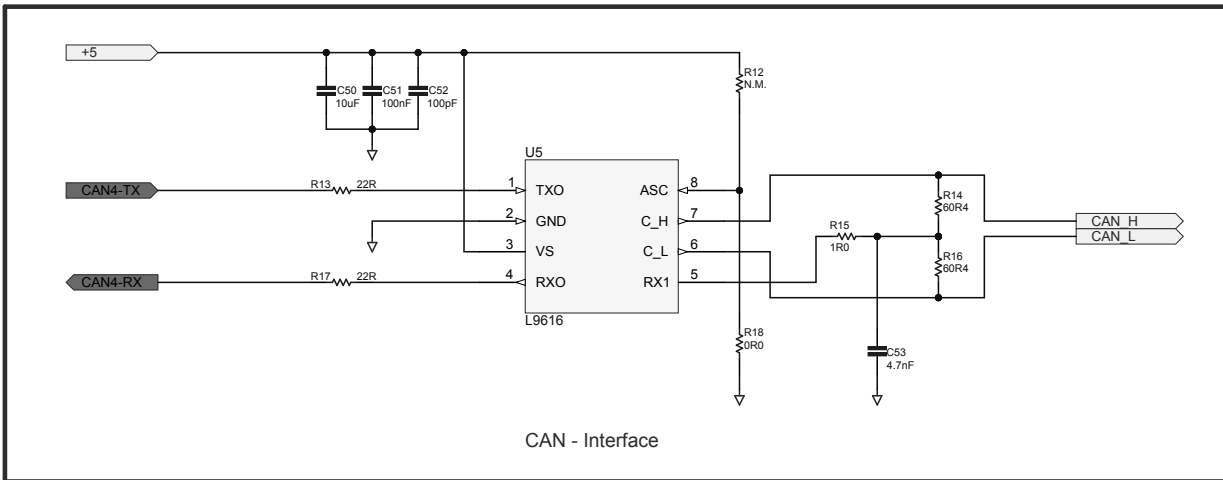 +5
R12
N.M.
C50
10uF
C51
100nF
C52
100pF
U5
CAN4-TX
R13 22R
1 TXO
ASC 8
2 GND
C_H 7
R14
60R4
CAN_H
CAN_L
R15
1R0
3 VS
C_L 6
R16
60R4
CAN4-RX
R17 22R
4 RXO
RX1 5
L9616
R18
0R0
C53
4.7nF
CAN - Interface